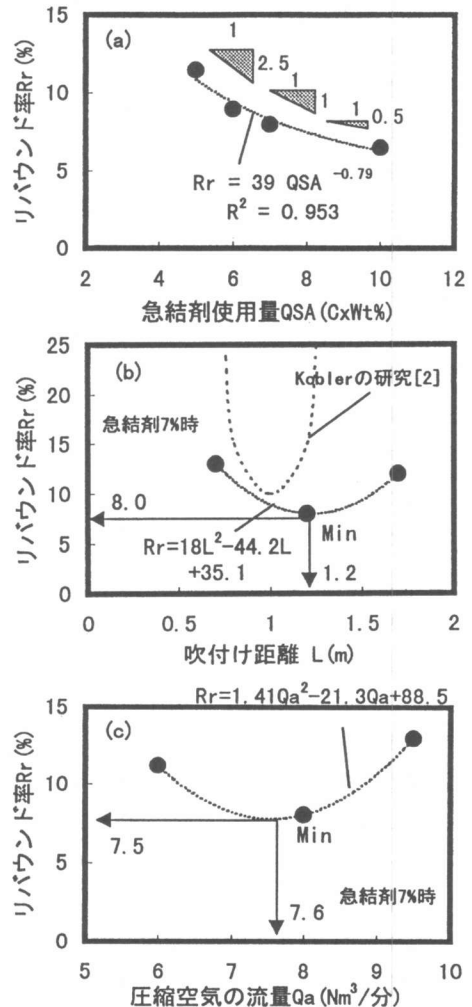 (a)
15
10
5
0
リバウンド率Rr(%)
1
2.5
1
1
1
0.5
Rr = 39 QSA^-0.79
R² = 0.953
2 4 6 8 10 12
急結剤使用量QSA(CxWt%)
(b)
25
20
15
10
5
0
リバウンド率Rr(%)
Koblerの研究[2]
急結剤7%時
8.0
Min
Rr=18L²-44.2L
+35.1
1.2
0 0.5 1 1.5 2
吹付け距離 L(m)
Rr=1.41Qa²-21.3Qa+88.5
(c)
15
10
5
0
リバウンド率Rr(%)
Min
7.5
7.6
急結剤7%時
5 6 7 8 9 10
圧縮空気の流量Qa(Nm³/分)